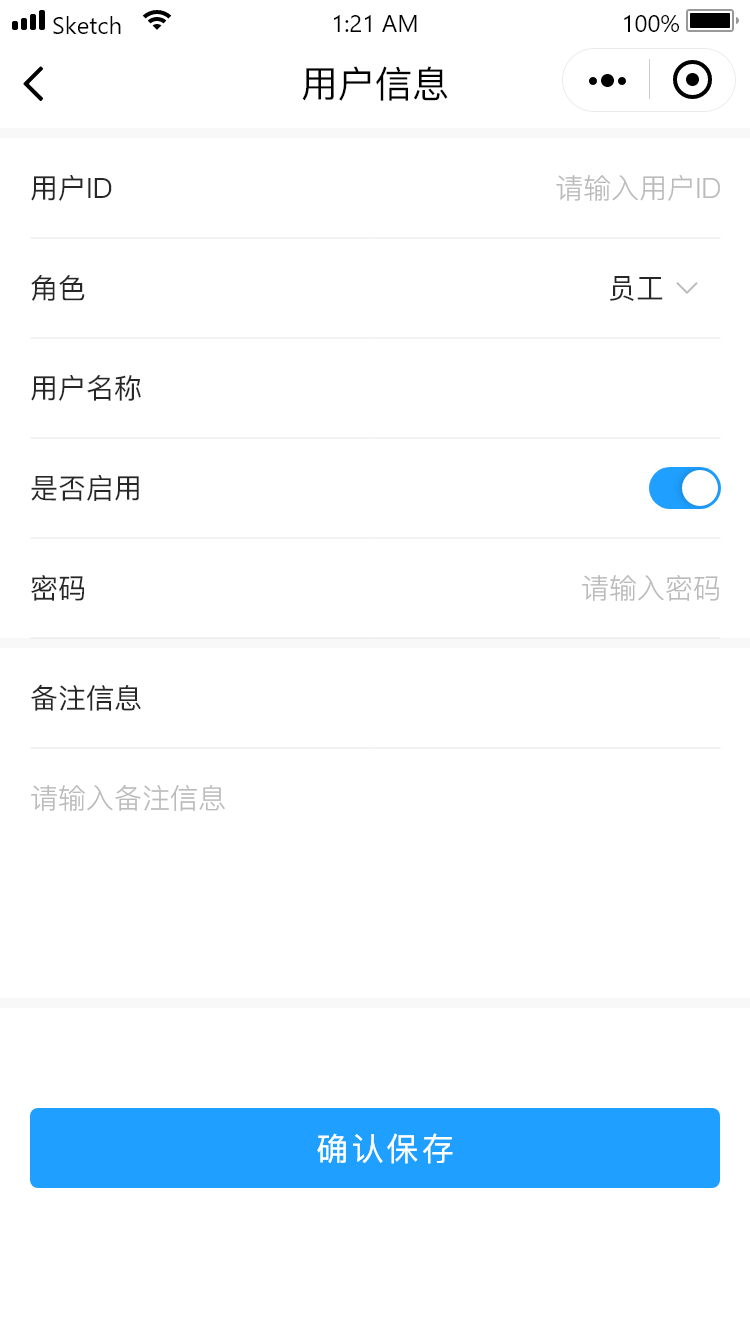 Sketch 1:21 AM 100%
用户信息
用户ID 请输入用户ID
角色 员工
用户名称
是否启用
密码 请输入密码
备注信息
请输入备注信息
确认保存